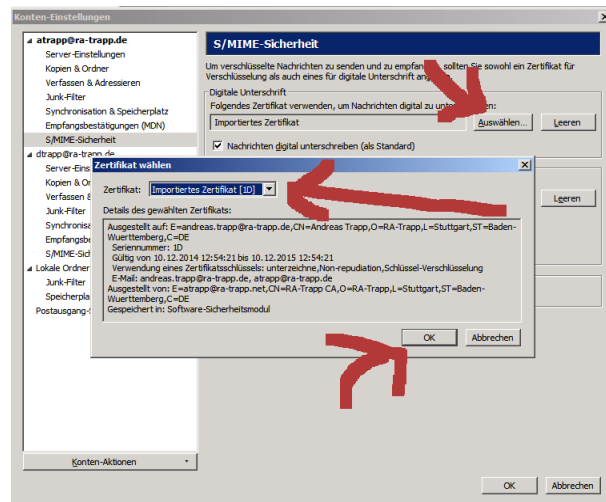 Konten-Einstellungen
atrapp@ra-trapp.de
Server-Einstellungen
Kopien & Ordner
Verfassen & Adressieren
Junk-Filter
Synchronisation & Speicherplatz
Empfangsbestätigungen (MDN)
S/MIME-Sicherheit
dtrapp@ra-trapp.de
Server-Eins
Kopien & Or
Verfassen &
Junk-Filter
Synchronisa
Empfangsbe
S/MIME-Sich
Lokale Ordner
Junk-Filter
Speicherpla
Postausgang-S
Konten-Aktionen
S/MIME-Sicherheit
Um verschlüsselte Nachrichten zu senden und zu empfangen, sollten Sie sowohl ein Zertifikat für
Verschlüsselung als auch eines für digitale Unterschrift
Digitale Unterschrift
Folgendes Zertifikat verwenden, um Nachrichten digital zu
Importiertes Zertifikat
Auswählen...
Leeren
Nachrichten digital unterschreiben (als Standard)
Leeren
Zertifikat wählen
Zertifikat: Importiertes Zertifikat [1D]
Details des gewählten Zertifikats:
Ausgestellt auf: E=andreas.trapp@ra-trapp.de,CN=Andreas Trapp,O=RA-Trapp,L=Stuttgart,ST=Baden-
Wuerttemberg,C=DE
Seriennummer: 1D
Gültig von 10.12.2014 12:54:21 bis 10.12.2015 12:54:21
Verwendung eines Zertifikatsschlüssels: unterzeichne,Non-repudiation,Schlüssel-Verschlüsselung
E-Mail: andreas.trapp@ra-trapp.de, atrapp@ra-trapp.de
Ausgestellt von: E=atrapp@ra-trapp.net,CN=RA-Trapp CA,O=RA-Trapp,L=Stuttgart,ST=Baden-
Wuerttemberg,C=DE
Gespeichert in: Software-Sicherheitsmodul
OK
Abbrechen
OK
Abbrechen